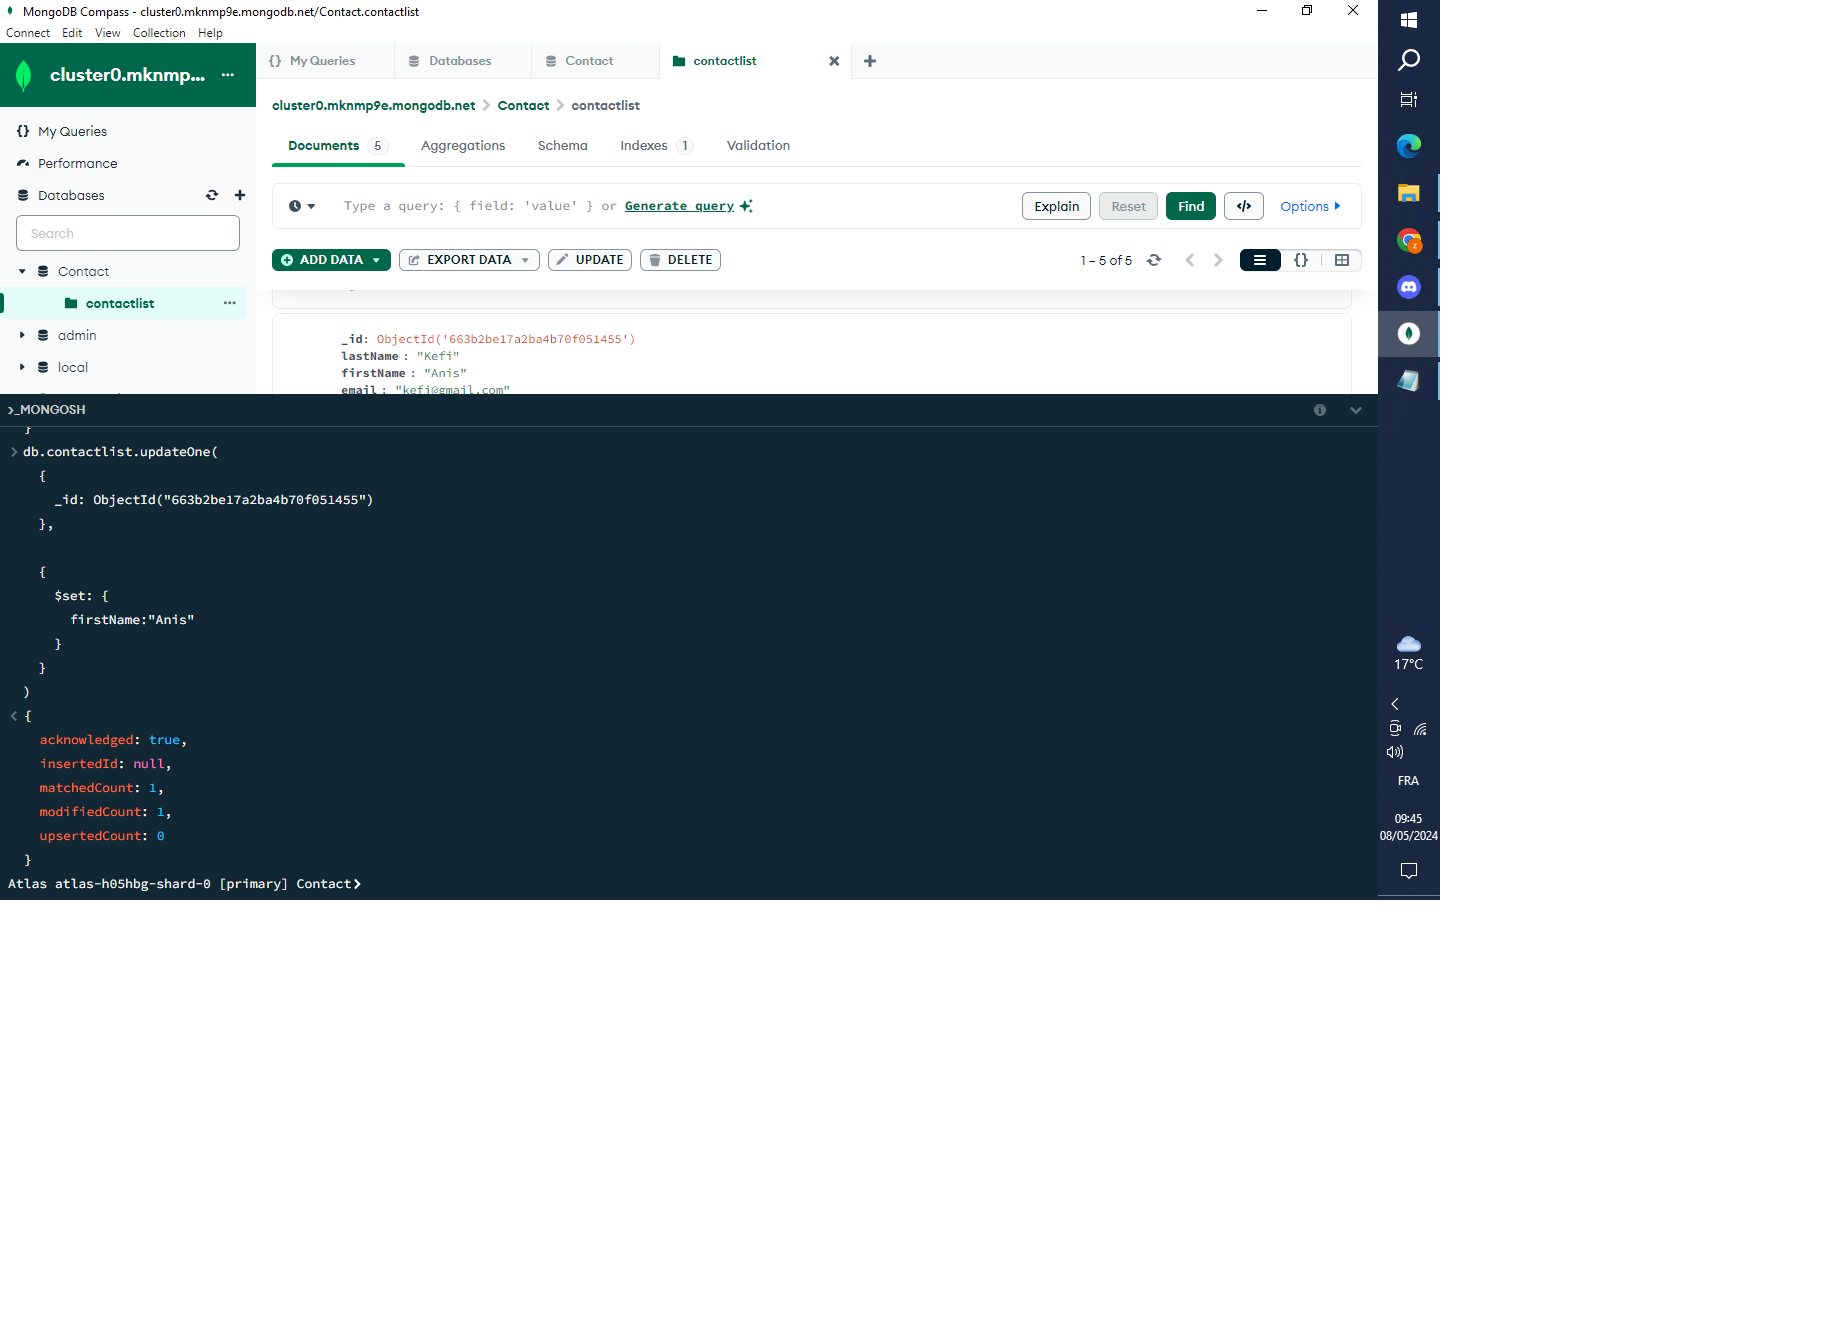 MongoDB Compass - cluster0.mknmp9e.mongodb.net/Contact.contactlist
Connect Edit View Collection Help
cluster0.mknmp... ...
{} My Queries
Performance
Databases
Search
Contact
contactlist ...
admin
local
{} My Queries
Databases
Contact
contactlist
cluster0.mknmp9e.mongodb.net > Contact > contactlist
Documents 5 Aggregations Schema Indexes 1 Validation
Type a query: { field: 'value' } or Generate query
Explain Reset Find </> Options
ADD DATA EXPORT DATA UPDATE DELETE
1 – 5 of 5 {}
_id: ObjectId('663b2be17a2ba4b70f051455')
lastName : "Kefi"
firstName : "Anis"
email : "kefi@gmail.com"
>_MONGOSH
}
> db.contactlist.updateOne(
{
_id: ObjectId("663b2be17a2ba4b70f051455")
},
{
$set: {
firstName:"Anis"
}
}
)
< {
acknowledged: true,
insertedId: null,
matchedCount: 1,
modifiedCount: 1,
upsertedCount: 0
}
Atlas atlas-h05hbg-shard-0 [primary] Contact>
17°C
FRA
09:45
08/05/2024